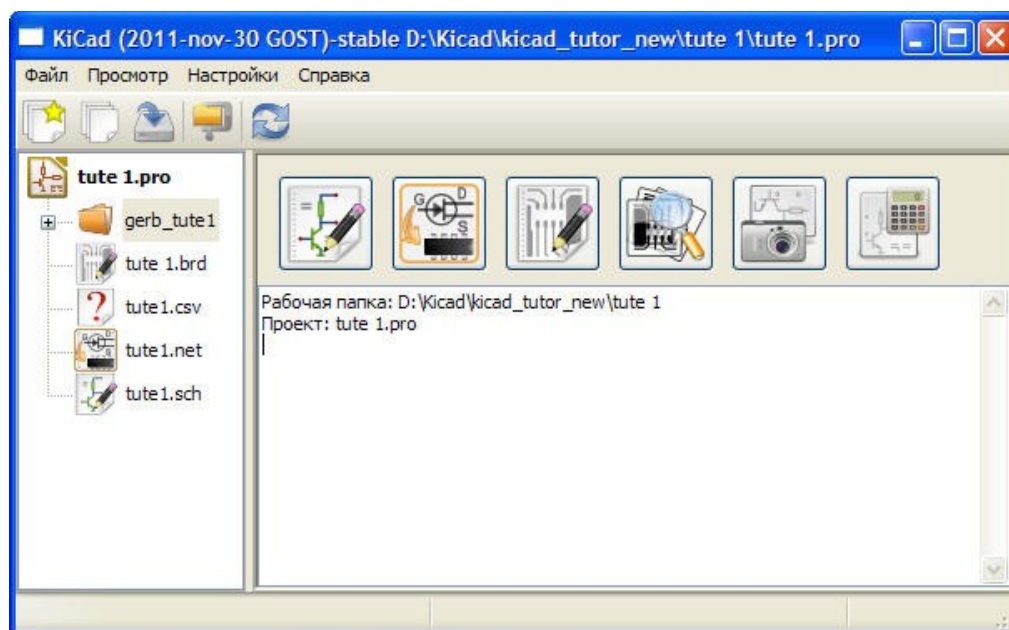 KiCad (2011-nov-30 GOST)-stable D:\Kicad\kicad_tutor_new\tute 1\tute 1.pro
Файл Просмотр Настройки Справка
tute 1.pro
gerb_tute1
tute 1.brd
tute1.csv
tute1.net
tute1.sch
Рабочая папка: D:\Kicad\kicad_tutor_new\tute 1
Проект: tute 1.pro